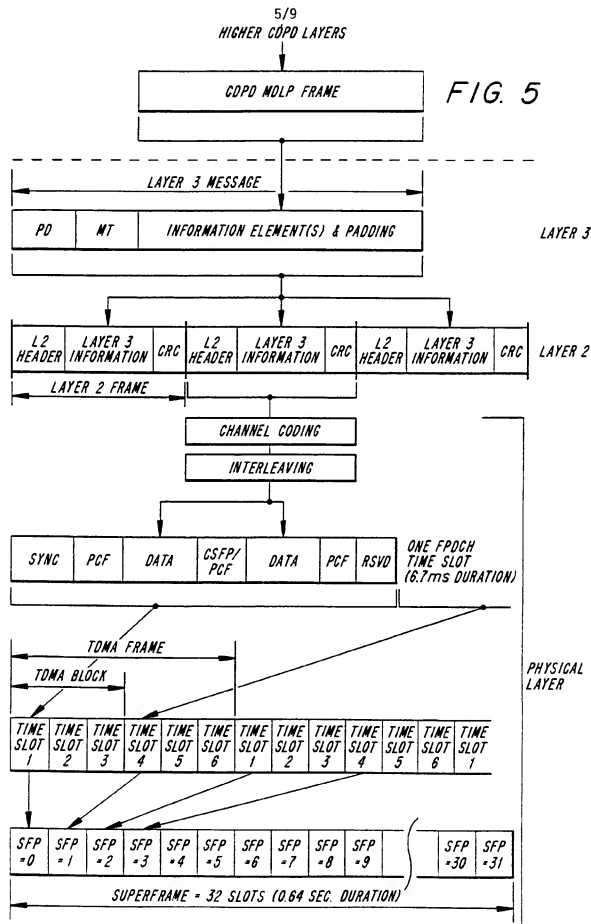 5/9
HIGHER CDPD LAYERS
FIG. 5
CDPD MDLP FRAME
LAYER 3 MESSAGE
PD MT INFORMATION ELEMENT(S) & PADDING
LAYER 3
L2 HEADER LAYER 3 INFORMATION CRC L2 HEADER LAYER 3 INFORMATION CRC L2 HEADER LAYER 3 INFORMATION CRC
LAYER 2
LAYER 2 FRAME
CHANNEL CODING
INTERLEAVING
SYNC PCF DATA CSFP/PCF DATA PCF RSVD
ONE FPDCH
TIME SLOT
(6.7ms DURATION)
TDMA FRAME
TDMA BLOCK
PHYSICAL
LAYER
TIME SLOT 1 TIME SLOT 2 TIME SLOT 3 TIME SLOT 4 TIME SLOT 5 TIME SLOT 6 TIME SLOT 1 TIME SLOT 2 TIME SLOT 3 TIME SLOT 4 TIME SLOT 5 TIME SLOT 6 TIME SLOT 1
SFP =0 SFP =1 SFP =2 SFP =3 SFP =4 SFP =5 SFP =6 SFP =7 SFP =8 SFP =9 SFP =30 SFP =31
SUPERFRAME = 32 SLOTS (0.64 SEC. DURATION)